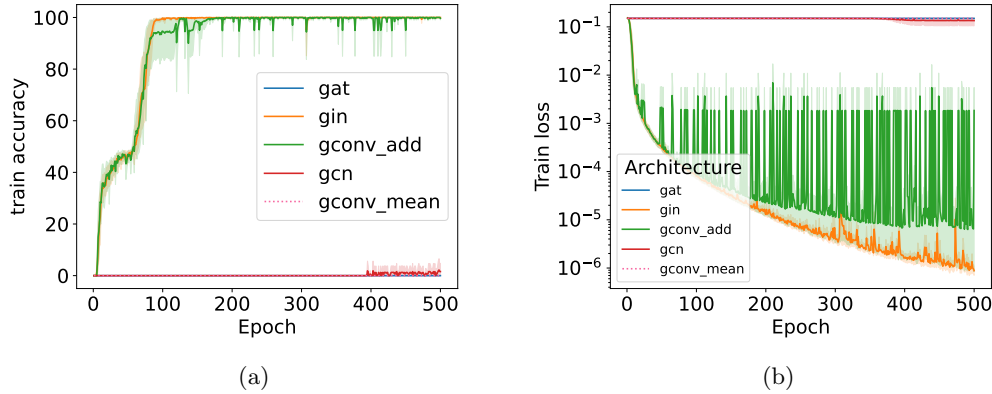 100
80
60
40
20
0
train accuracy
gat
gin
gconv_add
gcn
gconv_mean
0
100
200
300
400
500
Epoch
(a)
10⁻¹
10⁻²
10⁻³
10⁻⁴
10⁻⁵
10⁻⁶
Train loss
Architecture
gat
gin
gconv_add
gcn
gconv_mean
0
100
200
300
400
500
Epoch
(b)